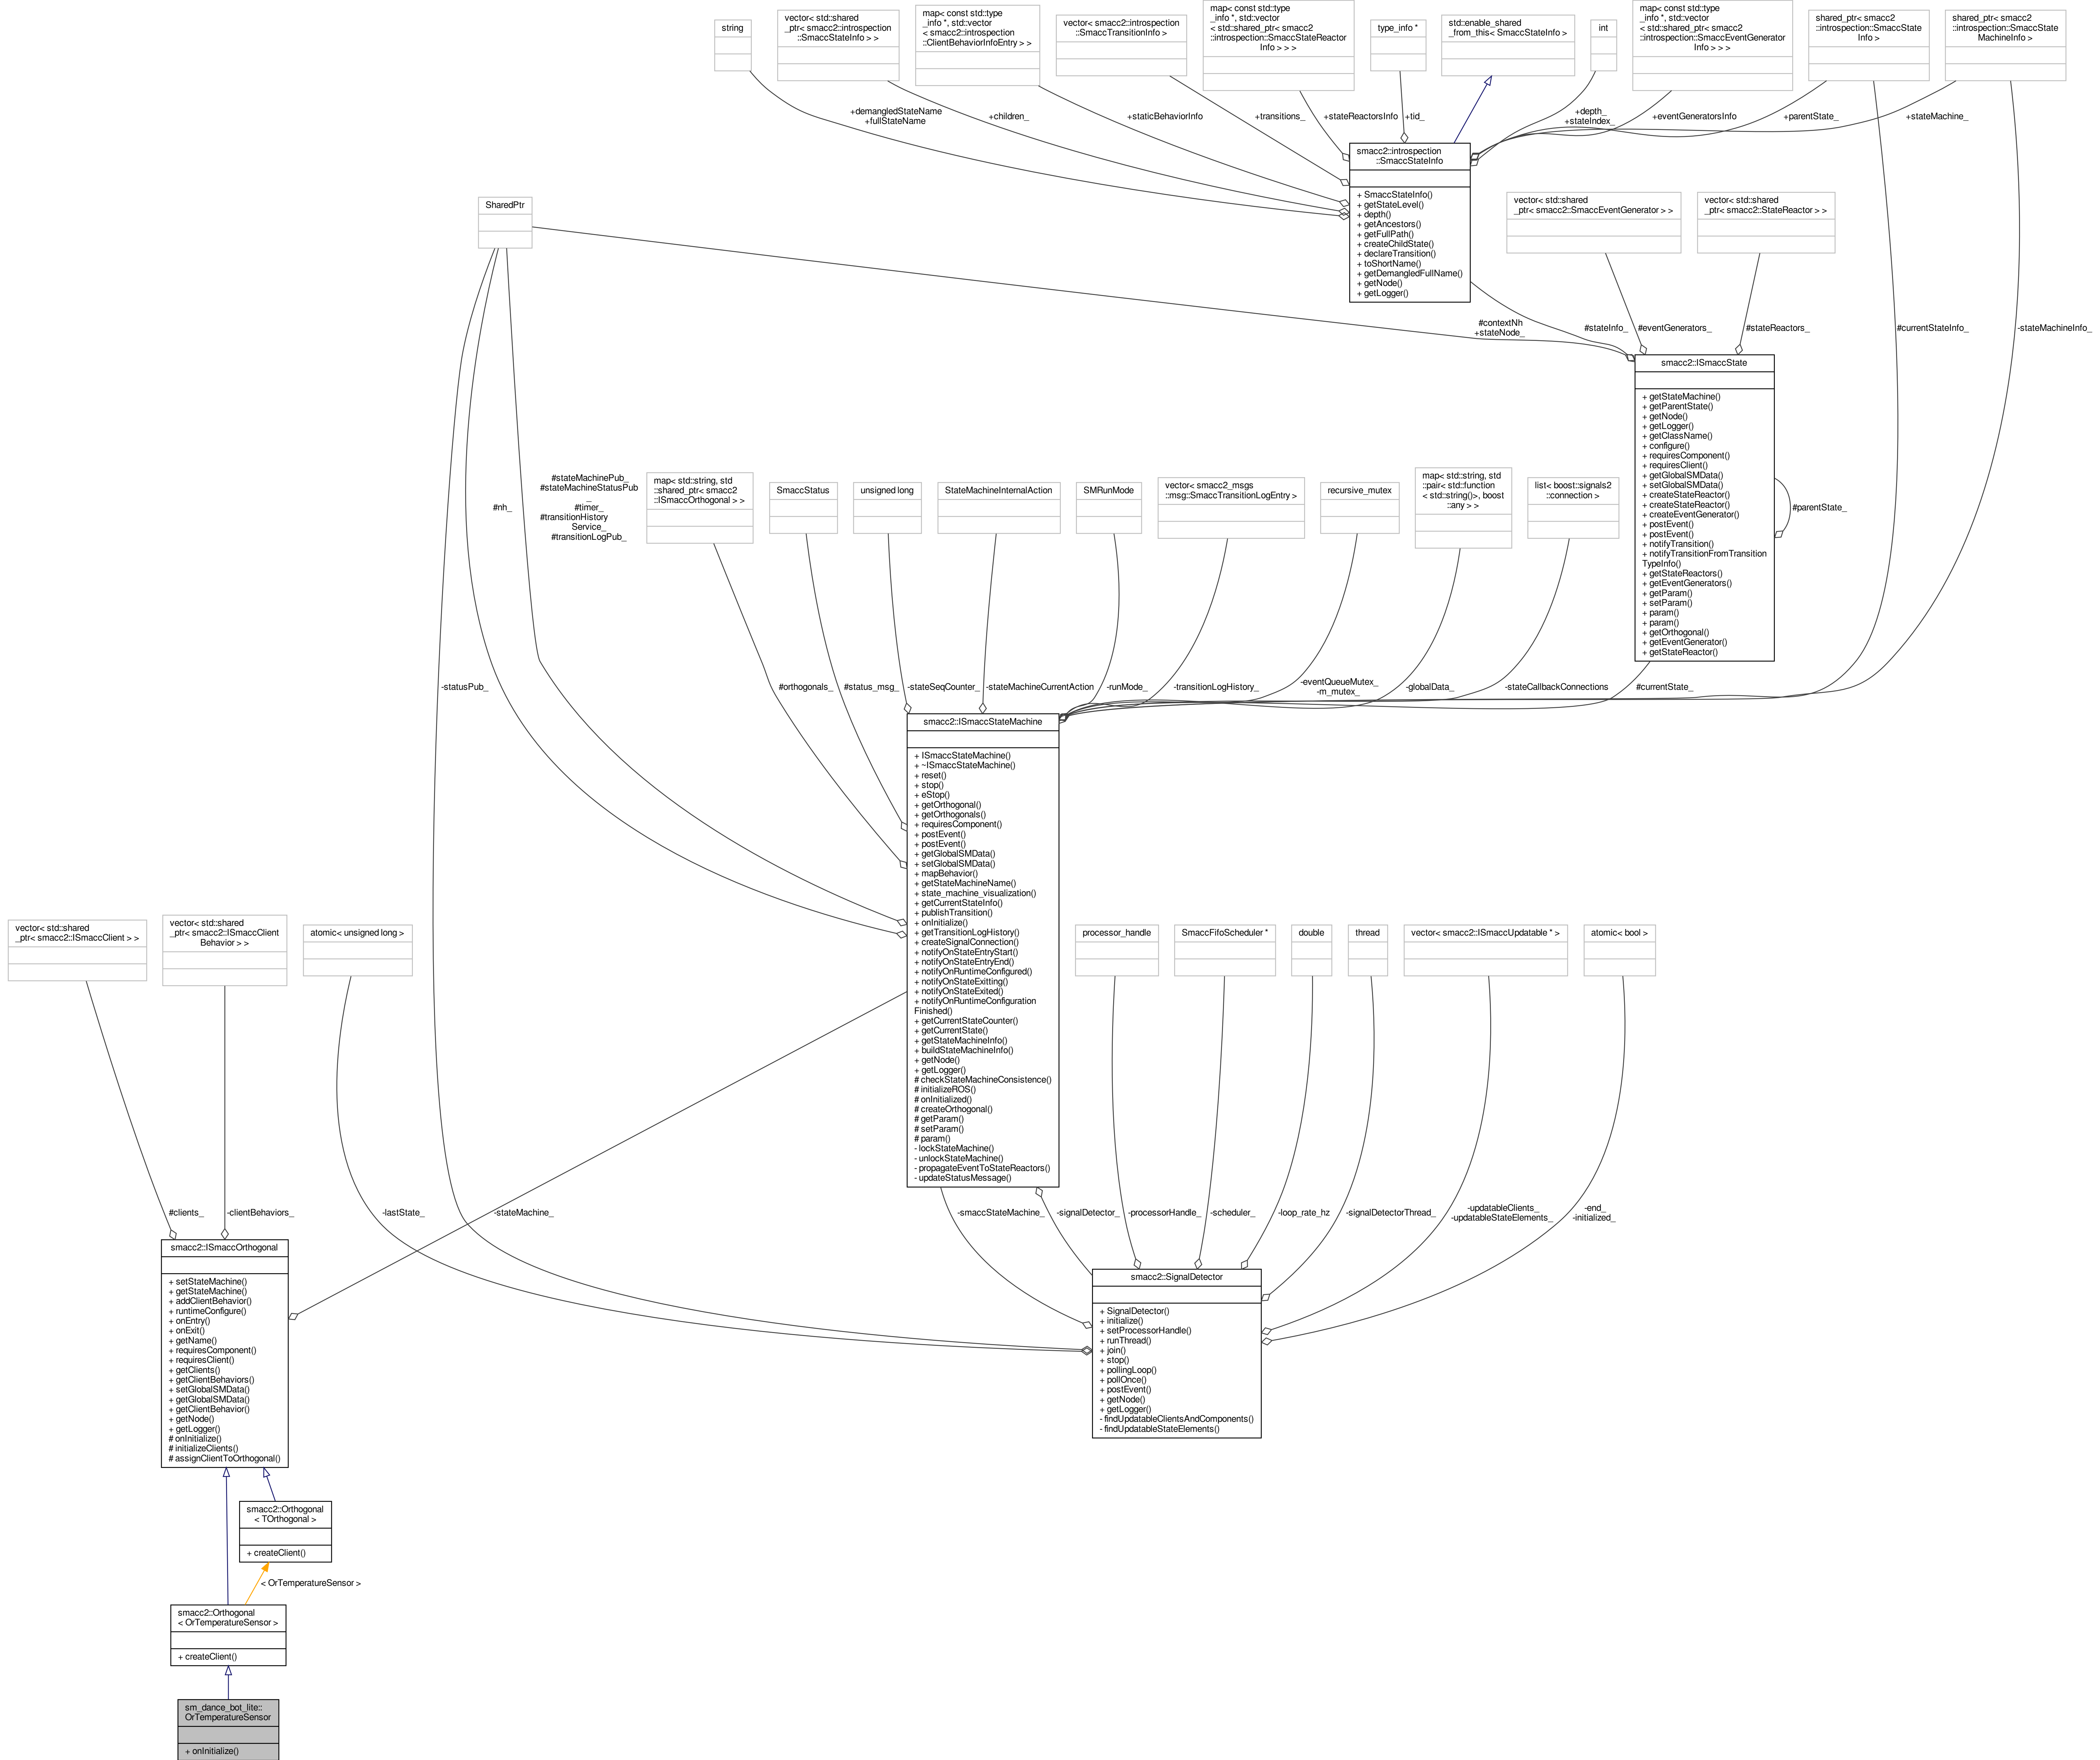 string
vector< std::shared
_ptr< smacc2::introspection
::SmaccStateInfo > >
map< const std::type
_info *, std::vector
< smacc2::introspection
::ClientBehaviorInfoEntry > >
vector< smacc2::introspection
::SmaccTransitionInfo >
map< const std::type
_info *, std::vector
< std::shared_ptr< smacc2
::introspection::SmaccStateReactor
Info > > >
type_info *
std::enable_shared
_from_this< SmaccStateInfo >
int
map< const std::type
_info *, std::vector
< std::shared_ptr< smacc2
::introspection::SmaccEventGenerator
Info > > >
shared_ptr< smacc2
::introspection::SmaccState
Info >
shared_ptr< smacc2
::introspection::SmaccState
MachineInfo >
+demangledStateName
+fullStateName
+children_
+staticBehaviorInfo
+transitions_
+stateReactorsInfo
+tid_
+depth_
+stateIndex_
+eventGeneratorsInfo
+parentState_
+stateMachine_
smacc2::introspection
::SmaccStateInfo
+ SmaccStateInfo()
+ getStateLevel()
+ depth()
+ getAncestors()
+ getFullPath()
+ createChildState()
+ declareTransition()
+ toShortName()
+ getDemangledFullName()
+ getNode()
+ getLogger()
SharedPtr
vector< std::shared
_ptr< smacc2::SmaccEventGenerator > >
vector< std::shared
_ptr< smacc2::StateReactor > >
#contextNh
+stateNode_
#stateInfo_
#eventGenerators_
#stateReactors_
#currentStateInfo_
-stateMachineInfo_
smacc2::ISmaccState
+ getStateMachine()
+ getParentState()
+ getNode()
+ getLogger()
+ getClassName()
+ configure()
+ requiresComponent()
+ requiresClient()
+ getGlobalSMData()
+ setGlobalSMData()
+ createStateReactor()
+ createStateReactor()
+ createEventGenerator()
+ postEvent()
+ postEvent()
+ notifyTransition()
+ notifyTransitionFromTransition
TypeInfo()
+ getStateReactors()
+ getEventGenerators()
+ getParam()
+ setParam()
+ param()
+ param()
+ getOrthogonal()
+ getEventGenerator()
+ getStateReactor()
#parentState_
#nh_
#stateMachinePub_
#stateMachineStatusPub
_
#timer_
#transitionHistory
Service_
#transitionLogPub_
map< std::string, std
::shared_ptr< smacc2
::ISmaccOrthogonal > >
SmaccStatus
unsigned long
StateMachineInternalAction
SMRunMode
vector< smacc2_msgs
::msg::SmaccTransitionLogEntry >
recursive_mutex
map< std::string, std
::pair< std::function
< std::string()>, boost
::any > >
list< boost::signals2
::connection >
-statusPub_
#orthogonals_
#status_msg_
-stateSeqCounter_
-stateMachineCurrentAction
-runMode_
-transitionLogHistory_
-eventQueueMutex_
-m_mutex_
-globalData_
-stateCallbackConnections
#currentState_
smacc2::ISmaccStateMachine
+ ISmaccStateMachine()
+ ~ISmaccStateMachine()
+ reset()
+ stop()
+ eStop()
+ getOrthogonal()
+ getOrthogonals()
+ requiresComponent()
+ postEvent()
+ postEvent()
+ getGlobalSMData()
+ setGlobalSMData()
+ mapBehavior()
+ getStateMachineName()
+ state_machine_visualization()
+ getCurrentStateInfo()
+ publishTransition()
+ onInitialize()
+ getTransitionLogHistory()
+ createSignalConnection()
+ notifyOnStateEntryStart()
+ notifyOnStateEntryEnd()
+ notifyOnRuntimeConfigured()
+ notifyOnStateExitting()
+ notifyOnStateExited()
+ notifyOnRuntimeConfiguration
Finished()
+ getCurrentStateCounter()
+ getCurrentState()
+ getStateMachineInfo()
+ buildStateMachineInfo()
+ getNode()
+ getLogger()
# checkStateMachineConsistence()
# initializeROS()
# onInitialized()
# createOrthogonal()
# getParam()
# setParam()
# param()
- lockStateMachine()
- unlockStateMachine()
- propagateEventToStateReactors()
- updateStatusMessage()
vector< std::shared
_ptr< smacc2::ISmaccClient > >
vector< std::shared
_ptr< smacc2::ISmaccClient
Behavior > >
atomic< unsigned long >
processor_handle
SmaccFifoScheduler *
double
thread
vector< smacc2::ISmaccUpdatable * >
atomic< bool >
#clients_
-clientBehaviors_
-lastState_
-stateMachine_
-smaccStateMachine_
-signalDetector_
-processorHandle_
-scheduler_
-loop_rate_hz
-signalDetectorThread_
-updatableClients_
-updatableStateElements_
-end_
-initialized_
smacc2::ISmaccOrthogonal
+ setStateMachine()
+ getStateMachine()
+ addClientBehavior()
+ runtimeConfigure()
+ onEntry()
+ onExit()
+ getName()
+ requiresComponent()
+ requiresClient()
+ getClients()
+ getClientBehaviors()
+ setGlobalSMData()
+ getGlobalSMData()
+ getClientBehavior()
+ getNode()
+ getLogger()
# onInitialize()
# initializeClients()
# assignClientToOrthogonal()
smacc2::SignalDetector
+ SignalDetector()
+ initialize()
+ setProcessorHandle()
+ runThread()
+ join()
+ stop()
+ pollingLoop()
+ pollOnce()
+ postEvent()
+ getNode()
+ getLogger()
- findUpdatableClientsAndComponents()
- findUpdatableStateElements()
smacc2::Orthogonal
< TOrthogonal >
+ createClient()
< OrTemperatureSensor >
smacc2::Orthogonal
< OrTemperatureSensor >
+ createClient()
sm_dance_bot_lite::
OrTemperatureSensor
+ onInitialize()